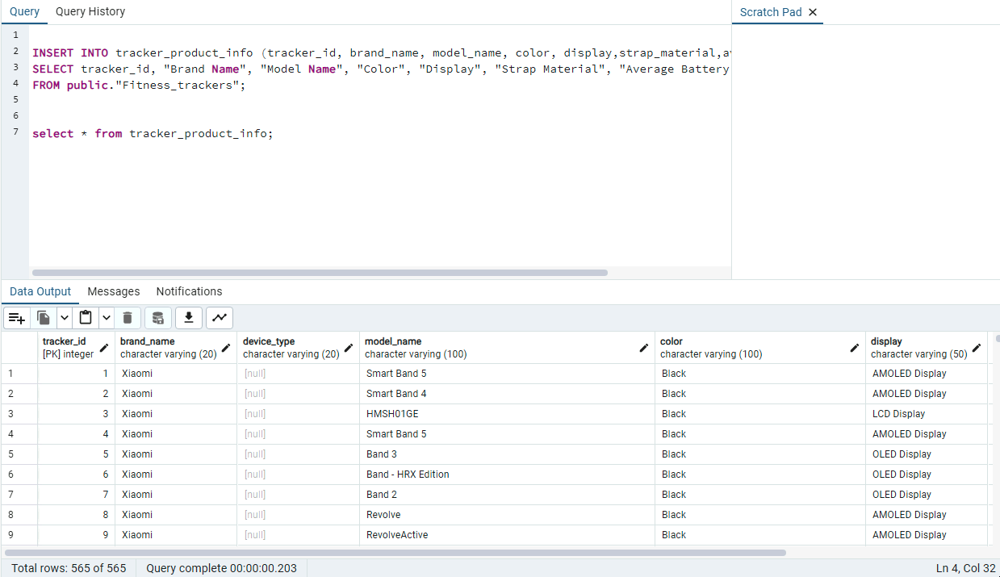 Query Query History Scratch Pad
1
2 INSERT INTO tracker_product_info (tracker_id, brand_name, model_name, color, display,strap_material,av
3 SELECT tracker_id, "Brand Name", "Model Name", "Color", "Display", "Strap Material", "Average Battery
4 FROM public."Fitness_trackers";
5
6
7 select * from tracker_product_info;
Data Output Messages Notifications
tracker_id brand_name device_type model_name color display
[PK] integer character varying (20) character varying (20) character varying (100) character varying (100) character varying (50)
1 1 Xiaomi [null] Smart Band 5 Black AMOLED Display
2 2 Xiaomi [null] Smart Band 4 Black AMOLED Display
3 3 Xiaomi [null] HMSH01GE Black LCD Display
4 4 Xiaomi [null] Smart Band 5 Black AMOLED Display
5 5 Xiaomi [null] Band 3 Black OLED Display
6 6 Xiaomi [null] Band - HRX Edition Black OLED Display
7 7 Xiaomi [null] Band 2 Black OLED Display
8 8 Xiaomi [null] Revolve Black AMOLED Display
9 9 Xiaomi [null] RevolveActive Black AMOLED Display
Total rows: 565 of 565 Query complete 00:00:00.203 Ln 4, Col 32